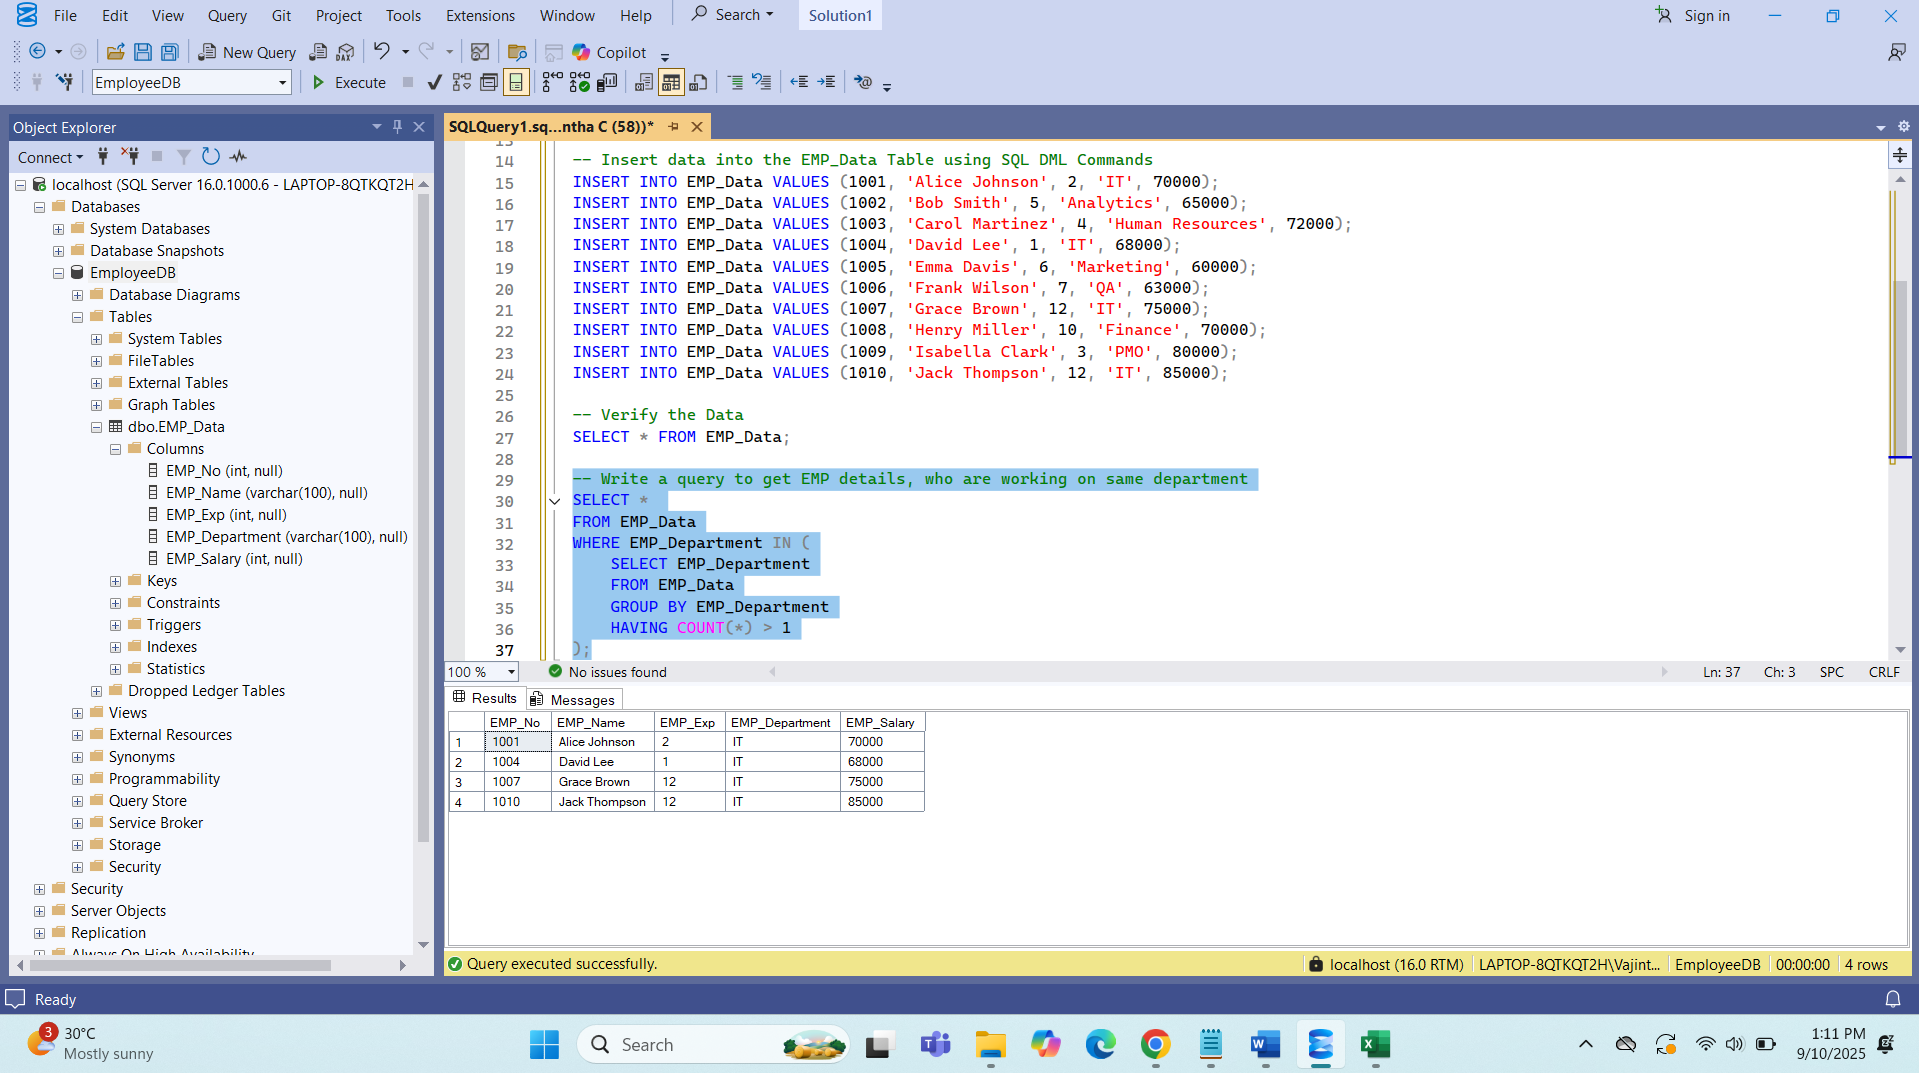 File Edit View Query Git Project Tools Extensions Window Help Search Solution1 Sign in
New Query DAX Copilot
EmployeeDB Execute
Object Explorer
Connect
localhost (SQL Server 16.0.1000.6 - LAPTOP-8QTKQT2H
Databases
System Databases
Database Snapshots
EmployeeDB
Database Diagrams
Tables
System Tables
FileTables
External Tables
Graph Tables
dbo.EMP_Data
Columns
EMP_No (int, null)
EMP_Name (varchar(100), null)
EMP_Exp (int, null)
EMP_Department (varchar(100), null)
EMP_Salary (int, null)
Keys
Constraints
Triggers
Indexes
Statistics
Dropped Ledger Tables
Views
External Resources
Synonyms
Programmability
Query Store
Service Broker
Storage
Security
Security
Server Objects
Replication
Always On High Availability
SQLQuery1.sq...ntha C (58))*
13
14 -- Insert data into the EMP_Data Table using SQL DML Commands
15 INSERT INTO EMP_Data VALUES (1001, 'Alice Johnson', 2, 'IT', 70000);
16 INSERT INTO EMP_Data VALUES (1002, 'Bob Smith', 5, 'Analytics', 65000);
17 INSERT INTO EMP_Data VALUES (1003, 'Carol Martinez', 4, 'Human Resources', 72000);
18 INSERT INTO EMP_Data VALUES (1004, 'David Lee', 1, 'IT', 68000);
19 INSERT INTO EMP_Data VALUES (1005, 'Emma Davis', 6, 'Marketing', 60000);
20 INSERT INTO EMP_Data VALUES (1006, 'Frank Wilson', 7, 'QA', 63000);
21 INSERT INTO EMP_Data VALUES (1007, 'Grace Brown', 12, 'IT', 75000);
22 INSERT INTO EMP_Data VALUES (1008, 'Henry Miller', 10, 'Finance', 70000);
23 INSERT INTO EMP_Data VALUES (1009, 'Isabella Clark', 3, 'PMO', 80000);
24 INSERT INTO EMP_Data VALUES (1010, 'Jack Thompson', 12, 'IT', 85000);
25
26 -- Verify the Data
27 SELECT * FROM EMP_Data;
28
29 -- Write a query to get EMP details, who are working on same department
30 SELECT *
31 FROM EMP_Data
32 WHERE EMP_Department IN (
33 SELECT EMP_Department
34 FROM EMP_Data
35 GROUP BY EMP_Department
36 HAVING COUNT(*) > 1
37 );
100 % No issues found Ln: 37 Ch: 3 SPC CRLF
Results Messages
EMP_No EMP_Name EMP_Exp EMP_Department EMP_Salary
1 1001 Alice Johnson 2 IT 70000
2 1004 David Lee 1 IT 68000
3 1007 Grace Brown 12 IT 75000
4 1010 Jack Thompson 12 IT 85000
Query executed successfully. localhost (16.0 RTM) LAPTOP-8QTKQT2H\Vajint... EmployeeDB 00:00:00 4 rows
Ready
3 30°C
Mostly sunny
Search
1:11 PM
9/10/2025